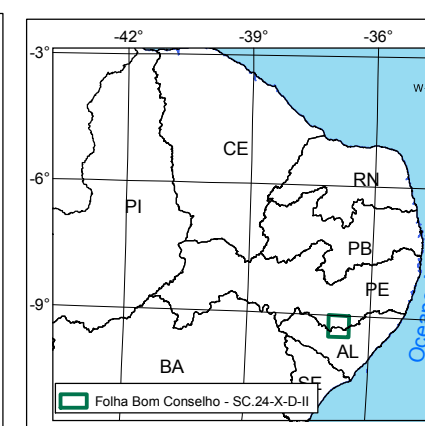 -42° -39° -36°
-3°
W
CE
-6°
RN
PI
PB
PE
-9°
AL
BA
SE
Folha Bom Conselho - SC.24-X-D-II